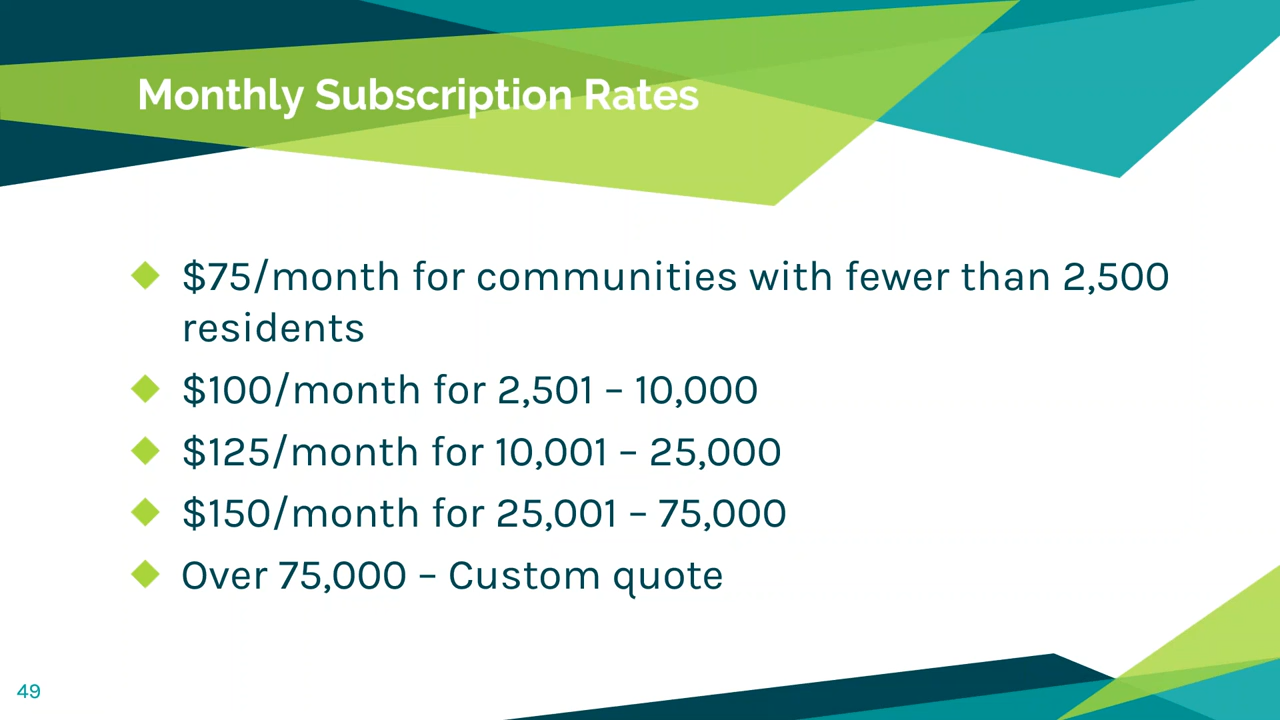 Monthly Subscription Rates
$75/month for communities with fewer than 2,500
residents
$100/month for 2,501 – 10,000
$125/month for 10,001 – 25,000
$150/month for 25,001 – 75,000
Over 75,000 – Custom quote
49